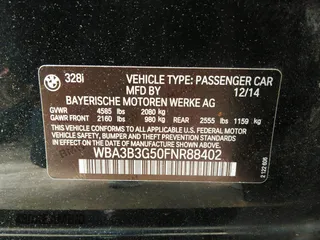 328i VEHICLE TYPE: PASSENGER CAR
12/14
BAYERISCHE MOTOREN WERKE AG
GVWR 4585 lbs 2080 kg
GAWR FRONT 2160 lbs 980 kg REAR 2555 lbs 1159 kg
THIS VEHICLE CONFORMS TO ALL APPLICABLE U.S. FEDERAL MOTOR
VEHICLE SAFETY, BUMPER, AND THEFT PREVENTION STANDARDS
IN EFFECT ON THE DATE OF MANUFACTURE SHOWN ABOVE.
WBA3B3G50FNR88402